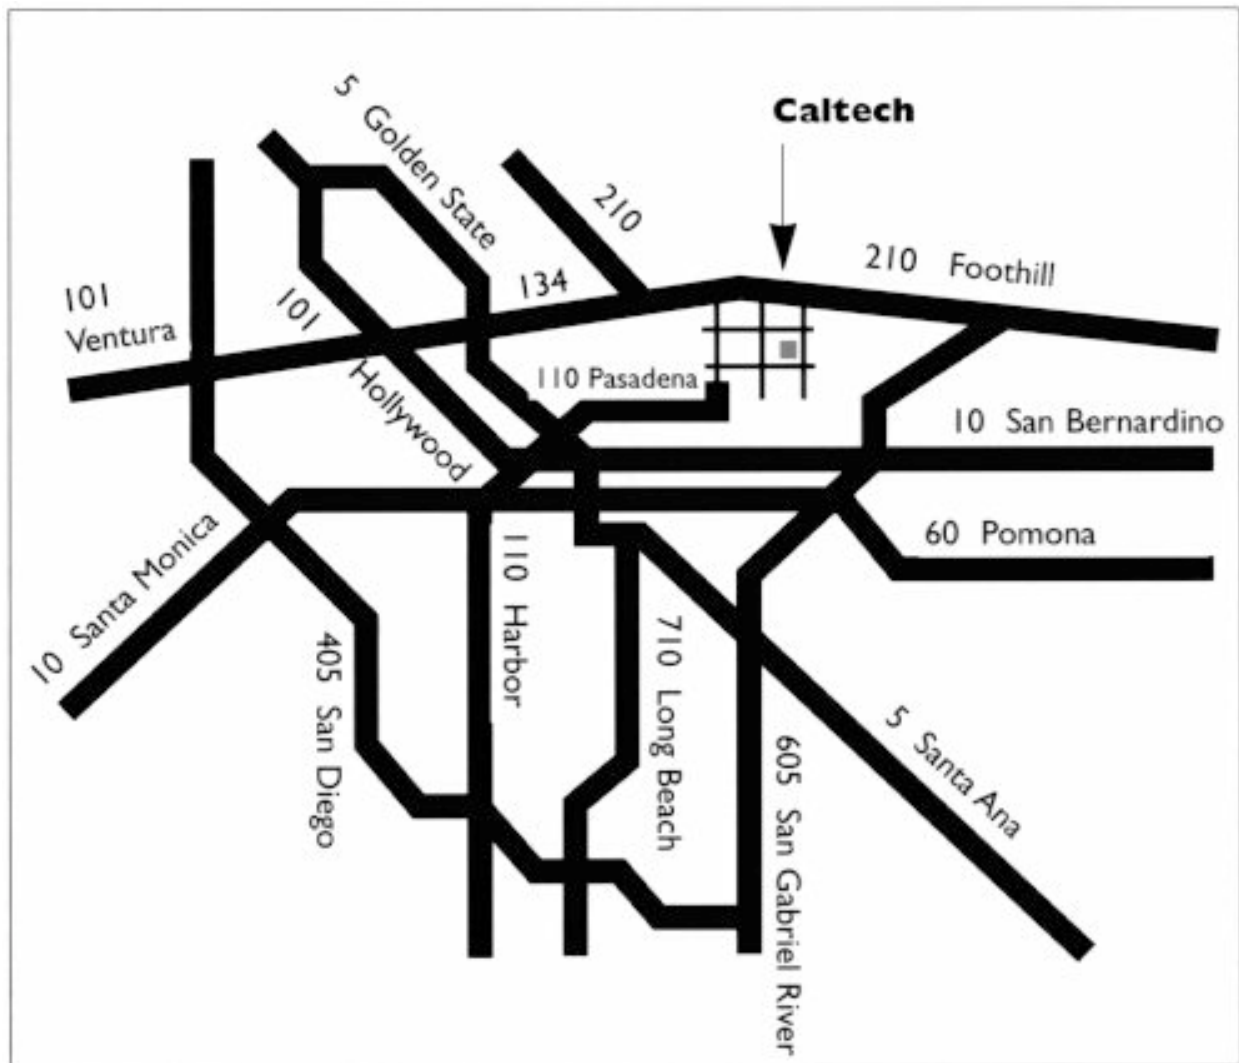 5 Golden State
Caltech
210
210 Foothill
134
101
Ventura
101
Hollywood
110 Pasadena
10 San Bernardino
60 Pomona
10 Santa Monica
110 Harbor
405 San Diego
710 Long Beach
5 Santa Ana
605 San Gabriel River